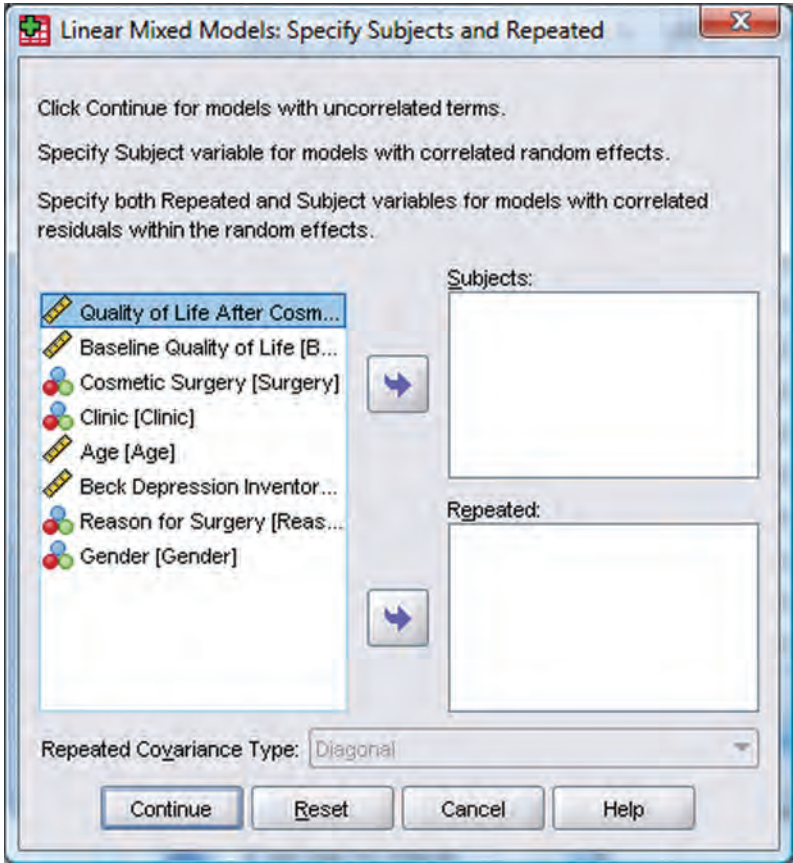 Linear Mixed Models: Specify Subjects and Repeated
Click Continue for models with uncorrelated terms.
Specify Subject variable for models with correlated random effects.
Specify both Repeated and Subject variables for models with correlated
residuals within the random effects.
Subjects:
Quality of Life After Cosm...
Baseline Quality of Life [B...
Cosmetic Surgery [Surgery]
Clinic [Clinic]
Age [Age]
Beck Depression Inventor...
Reason for Surgery [Reas...
Gender [Gender]
Repeated:
Repeated Covariance Type: Diagonal
Continue Reset Cancel Help